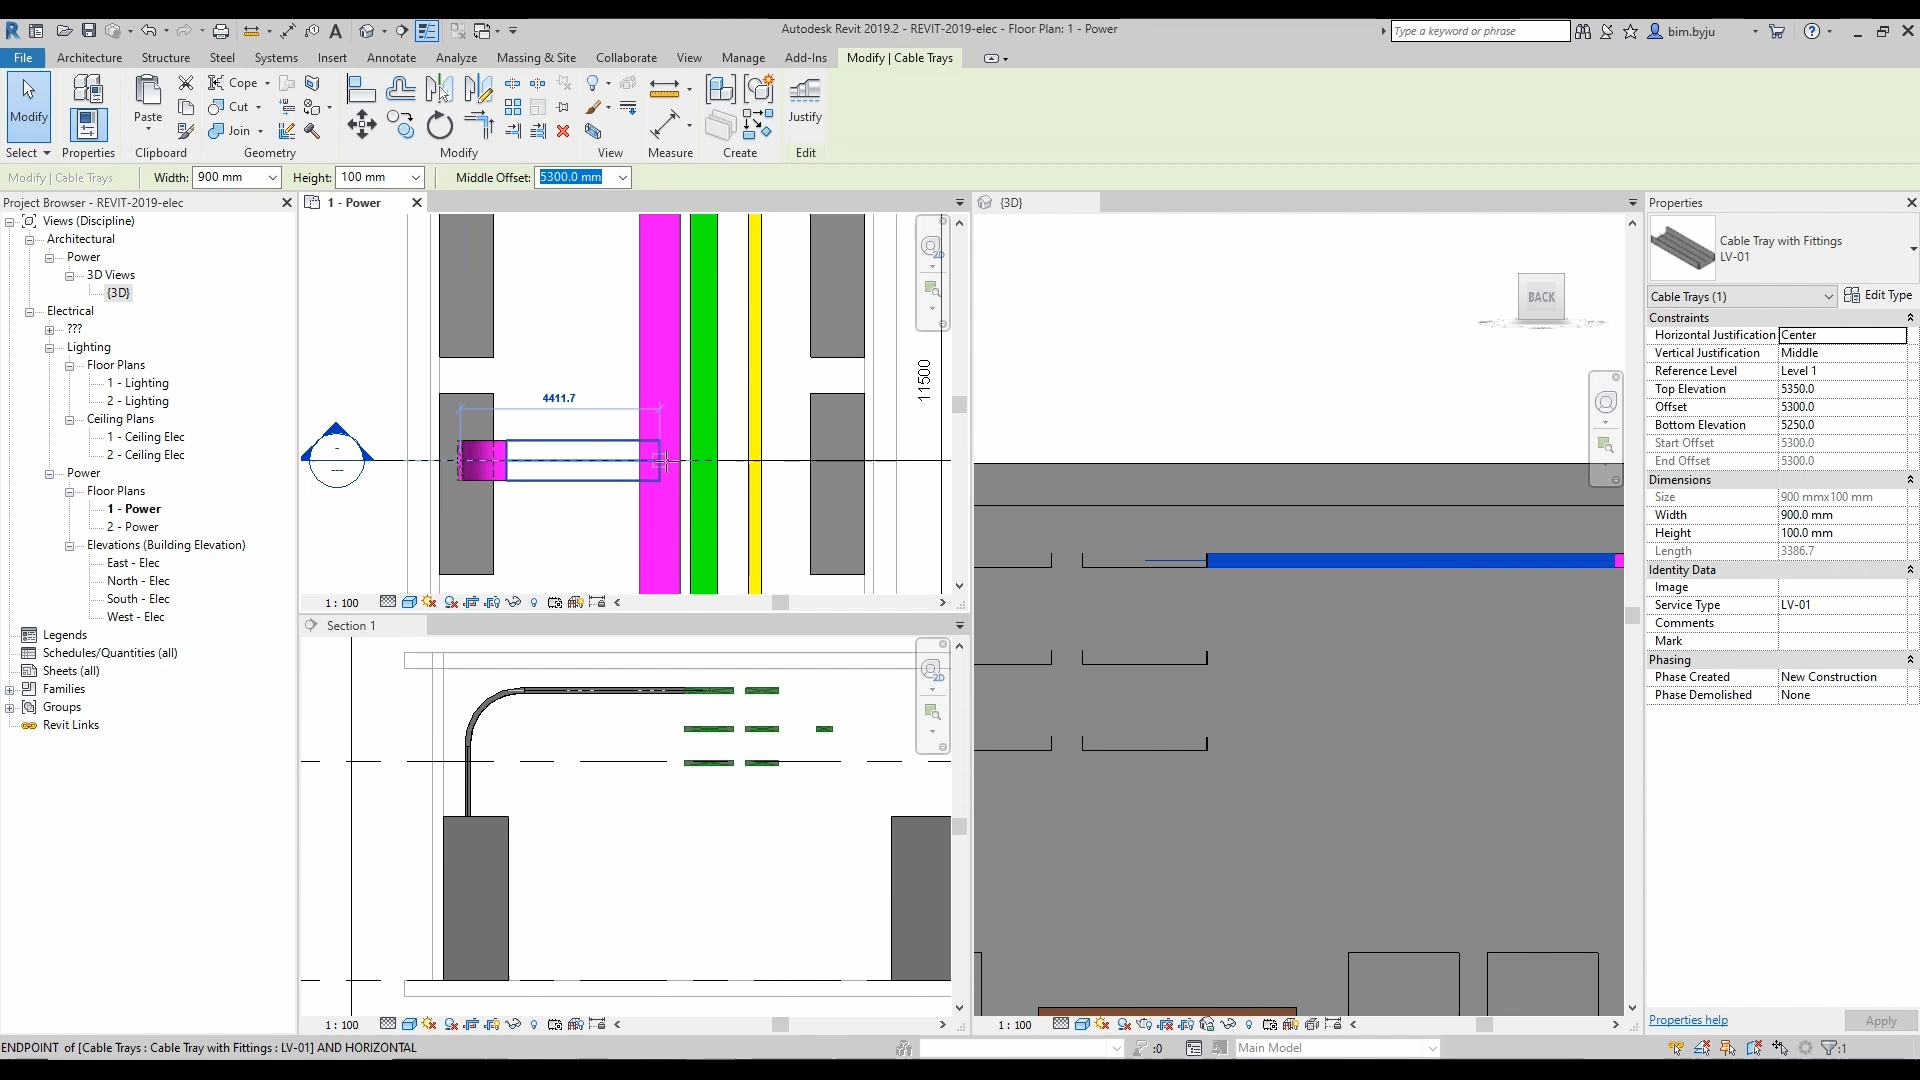 Autodesk Revit 2019.2 - REVIT-2019-elec - Floor Plan: 1 - Power
Type a keyword or phrase
bim.byju
File
Architecture
Structure
Steel
Systems
Insert
Annotate
Analyze
Massing & Site
Collaborate
View
Manage
Add-Ins
Modify | Cable Trays
Modify
Paste
Cope
Cut
Join
Justify
Select
Properties
Clipboard
Geometry
Modify
View
Measure
Create
Edit
Modify | Cable Trays
Width: 900 mm
Height: 100 mm
Middle Offset: 5300.0 mm
Project Browser - REVIT-2019-elec
Views (Discipline)
Architectural
Power
3D Views
{3D}
Electrical
???
Lighting
Floor Plans
1 - Lighting
2 - Lighting
Ceiling Plans
1 - Ceiling Elec
2 - Ceiling Elec
Power
Floor Plans
1 - Power
2 - Power
Elevations (Building Elevation)
East - Elec
North - Elec
South - Elec
West - Elec
Legends
Schedules/Quantities (all)
Sheets (all)
Families
Groups
Revit Links
1 - Power
4411.7
11500
2D
1 : 100
Section 1
2D
1 : 100
{3D}
BACK
1 : 100
Properties
Cable Tray with Fittings
LV-01
Cable Trays (1)
Edit Type
Constraints
Horizontal Justification Center
Vertical Justification Middle
Reference Level Level 1
Top Elevation 5350.0
Offset 5300.0
Bottom Elevation 5250.0
Start Offset 5300.0
End Offset 5300.0
Dimensions
Size 900 mmx100 mm
Width 900.0 mm
Height 100.0 mm
Length 3386.7
Identity Data
Image
Service Type LV-01
Comments
Mark
Phasing
Phase Created New Construction
Phase Demolished None
Properties help
Apply
ENDPOINT of [Cable Trays : Cable Tray with Fittings : LV-01] AND HORIZONTAL
:0
Main Model
:1